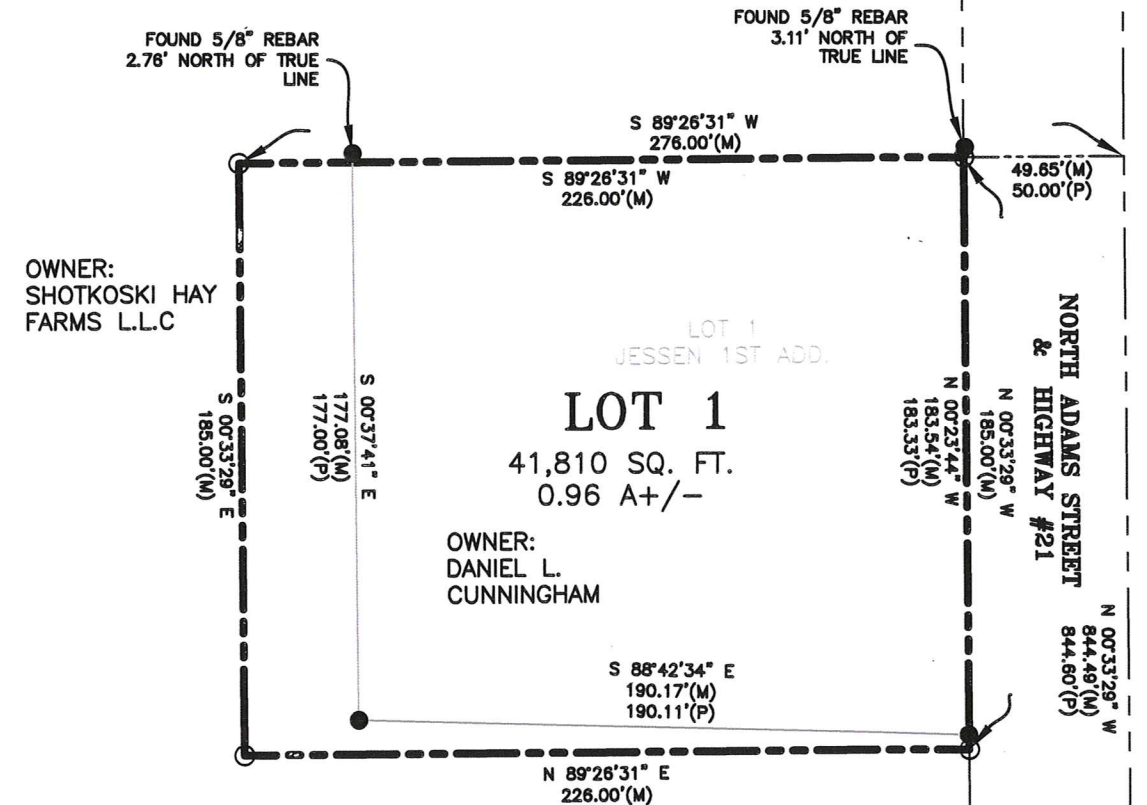 FOUND 5/8" REBAR
2.76' NORTH OF TRUE
LINE
FOUND 5/8" REBAR
3.11' NORTH OF
TRUE LINE
S 89°26'31" W
276.00'(M)
S 89°26'31" W
226.00'(M)
49.65'(M)
50.00'(P)
OWNER:
SHOTKOSKI HAY
FARMS L.L.C
LOT 1
JESSEN 1ST ADD.
LOT 1
41,810 SQ. FT.
0.96 A+/-
OWNER:
DANIEL L.
CUNNINGHAM
S 00°33'29" E
185.00'(M)
S 00°37'41" E
177.08'(M)
177.00'(P)
N 00°23'44" W
183.54'(M)
183.33'(P)
N 00°33'29" W
185.00'(M)
NORTH ADAMS STREET
& HIGHWAY #21
N 00°33'29" W
844.49'(M)
844.60'(P)
S 88°42'34" E
190.17'(M)
190.11'(P)
N 89°26'31" E
226.00'(M)